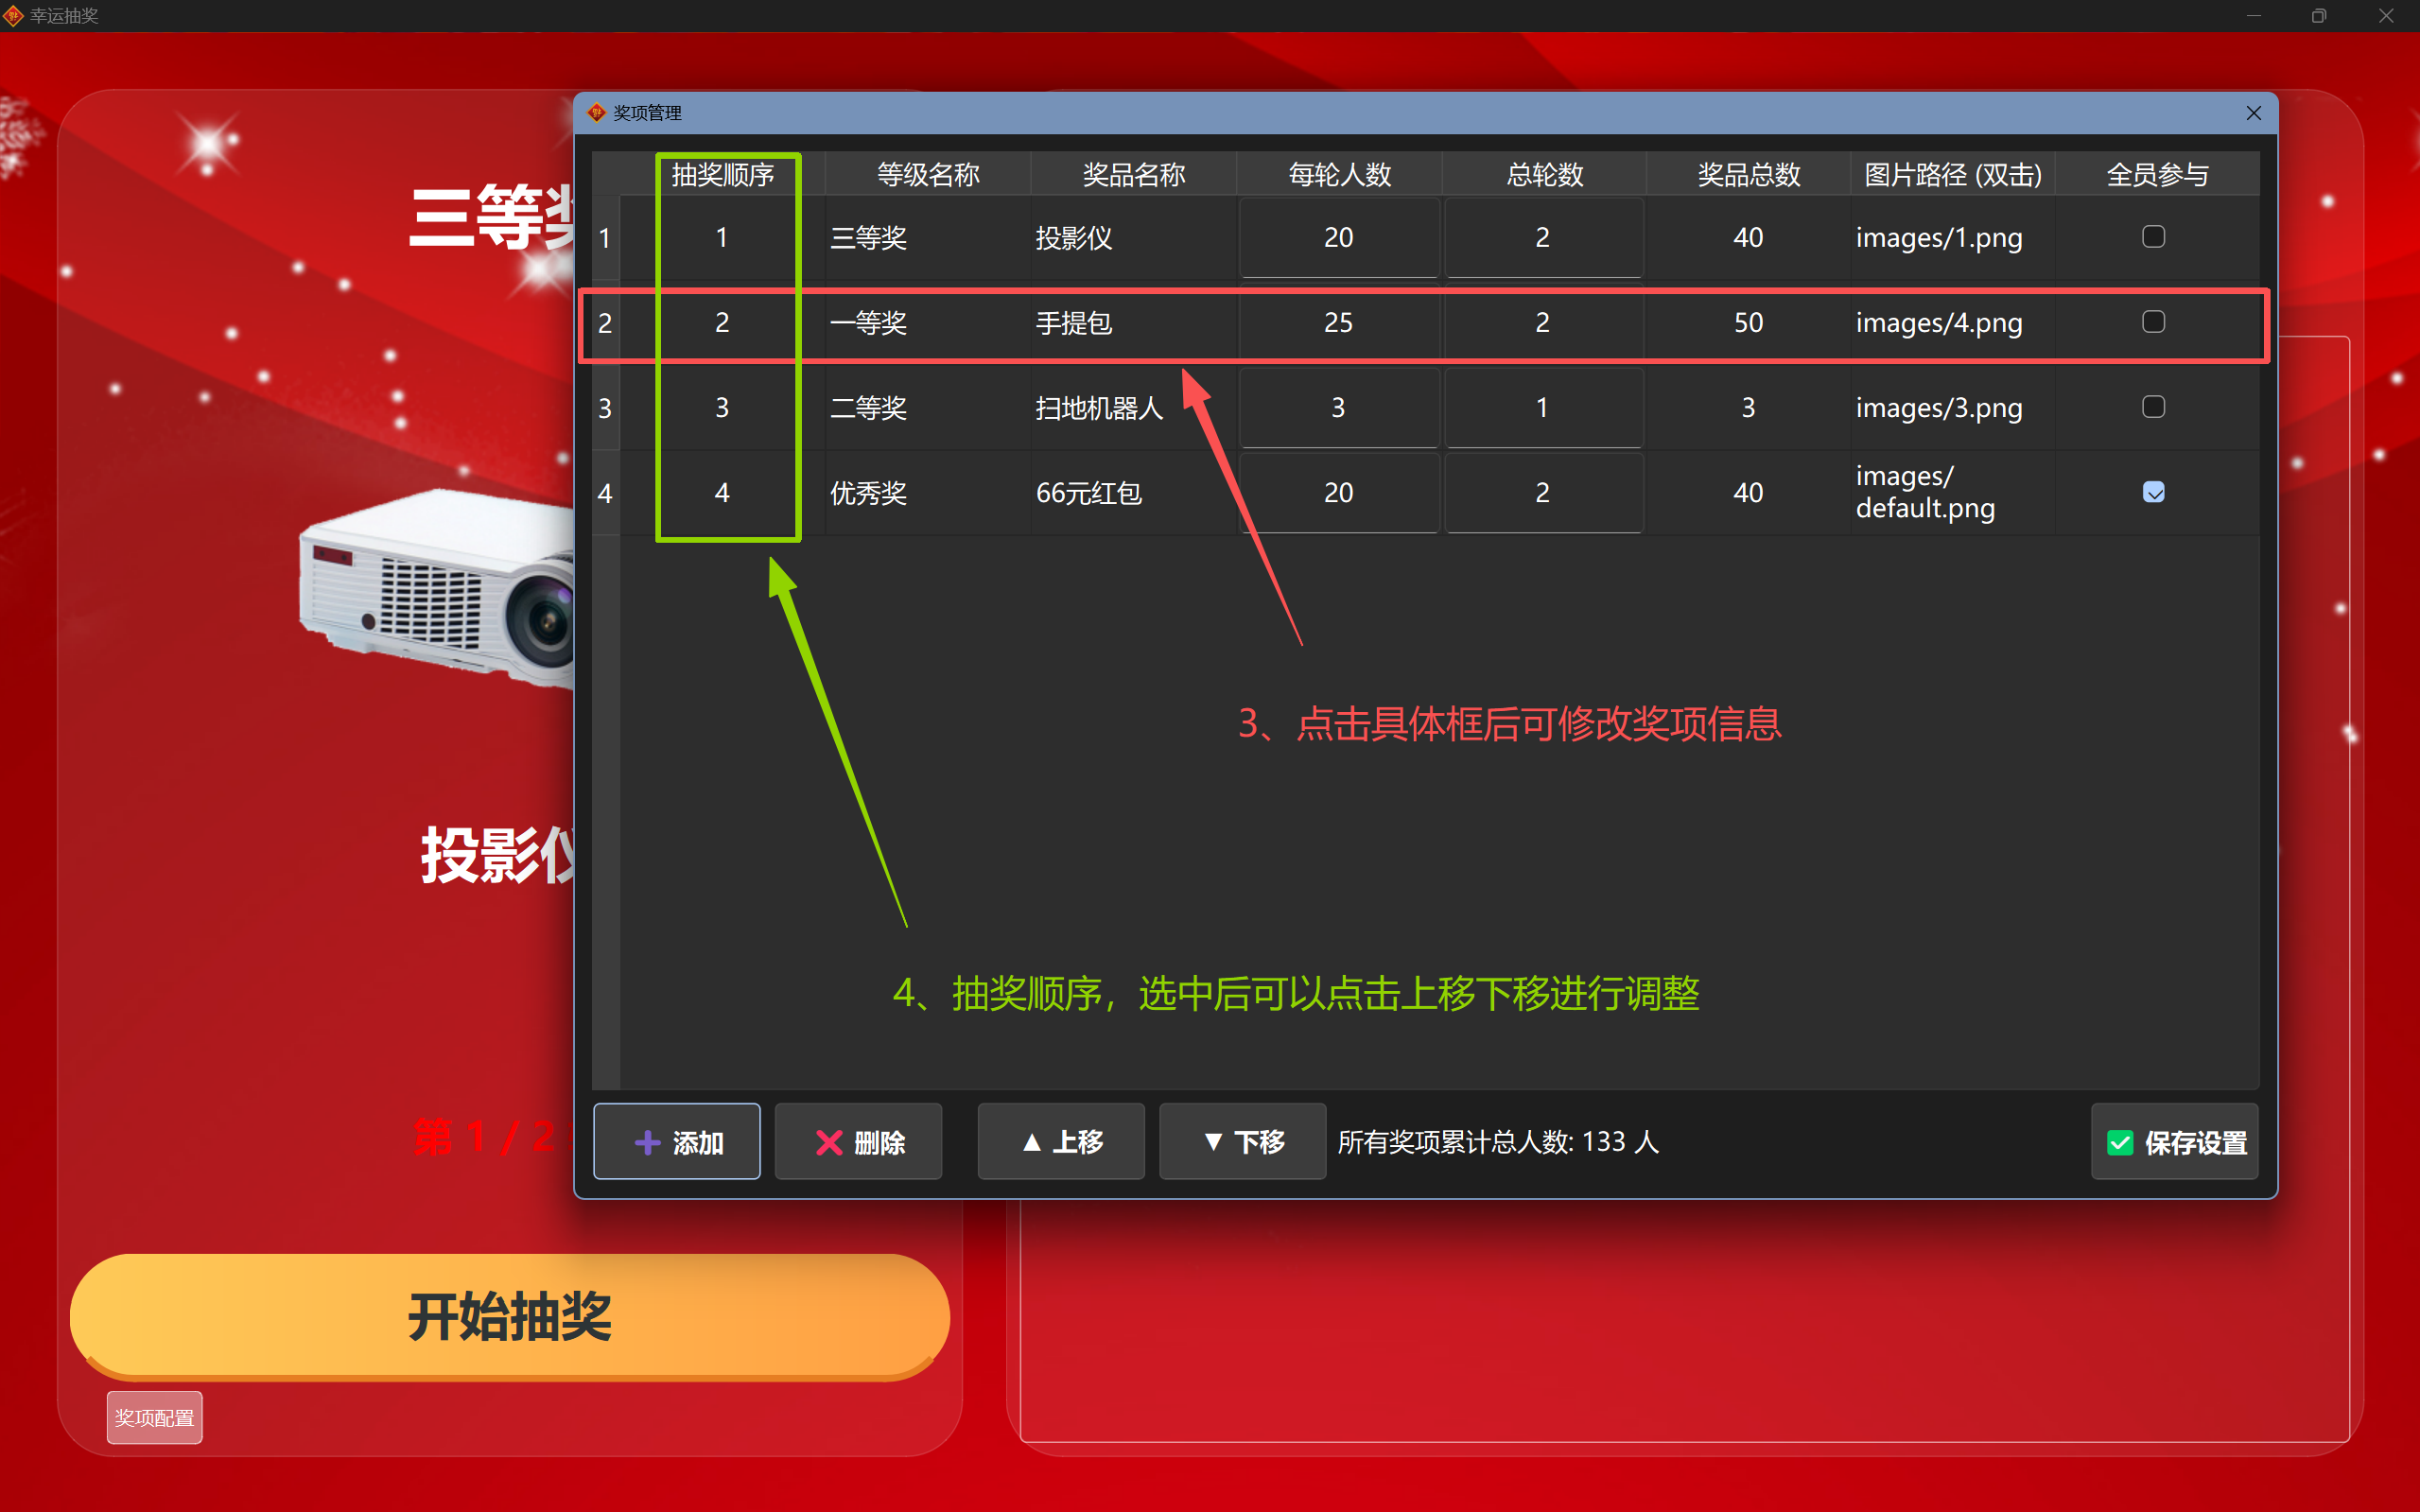 幸运抽奖
奖项管理
抽奖顺序 等级名称 奖品名称 每轮人数 总轮数 奖品总数 图片路径 (双击) 全员参与
1 1 三等奖 投影仪 20 2 40 images/1.png
2 2 一等奖 手提包 25 2 50 images/4.png
3 3 二等奖 扫地机器人 3 1 3 images/3.png
4 4 优秀奖 66元红包 20 2 40 images/
default.png
3、点击具体框后可修改奖项信息
4、抽奖顺序，选中后可以点击上移下移进行调整
添加 删除 ▲ 上移 ▼ 下移 所有奖项累计总人数: 133 人 保存设置
三等奖
投影仪
第 1 / 2
开始抽奖
奖项配置